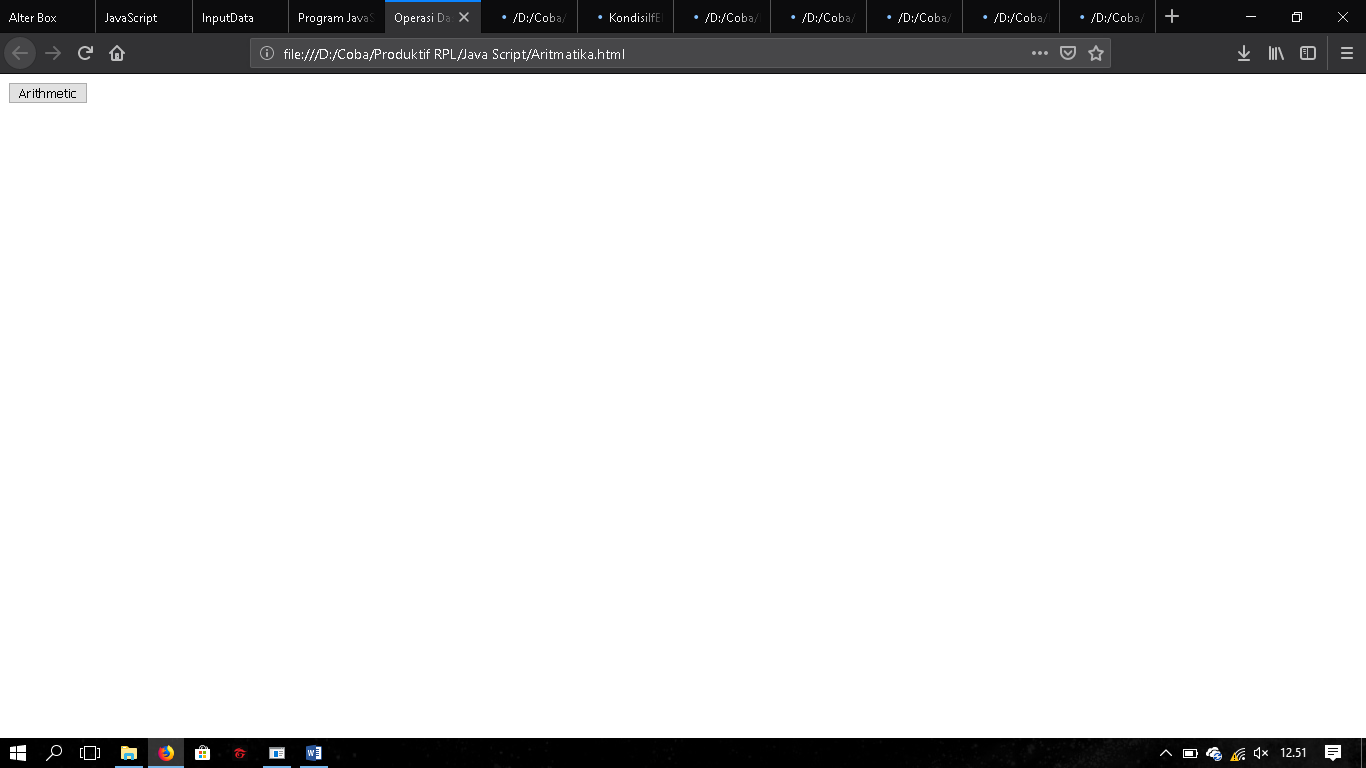 Alter Box
JavaScript
InputData
Program JavaS
Operasi Da
/D:/Coba/
KondisiIfE
/D:/Coba/
/D:/Coba/
/D:/Coba/
/D:/Coba/
/D:/Coba/
file:///D:/Coba/Produktif RPL/Java Script/Aritmatika.html
Arithmetic
12.51